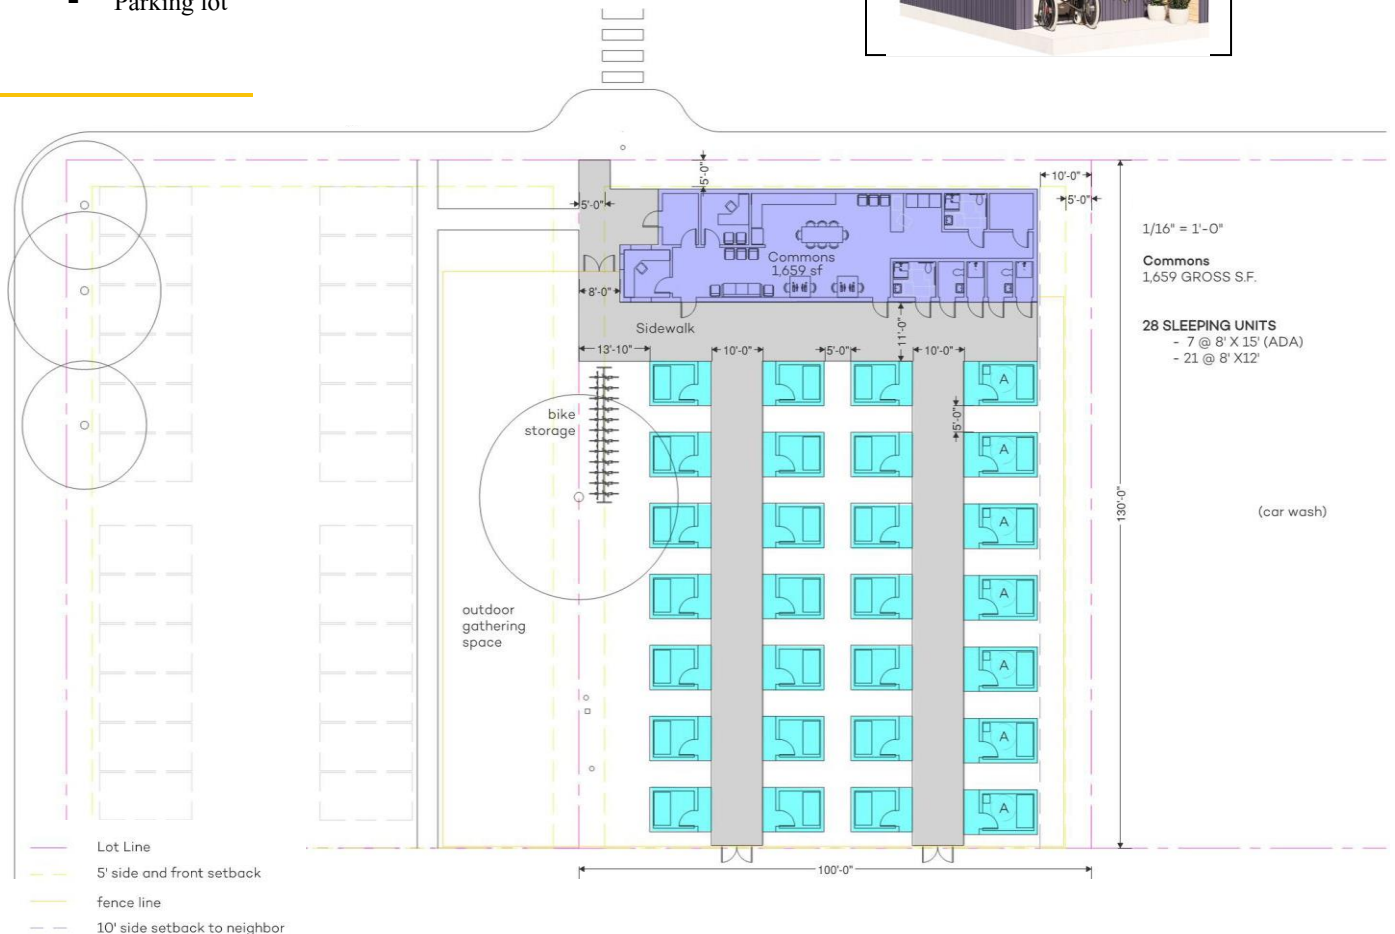 ▪ Parking lot
5'-0"
10'-0"
5'-0"
5'-0"
1/16" = 1'-0"
Commons
1,659 sf
Commons
1,659 GROSS S.F.
8'-0"
Sidewalk
11'-0"
28 SLEEPING UNITS
- 7 @ 8' X 15' (ADA)
- 21 @ 8' X12'
13'-10"
10'-0"
5'-0"
10'-0"
A
bike
storage
5'-0"
A
130'-0"
(car wash)
A
A
outdoor
gathering
space
A
A
A
Lot Line
100'-0"
5' side and front setback
fence line
10' side setback to neighbor